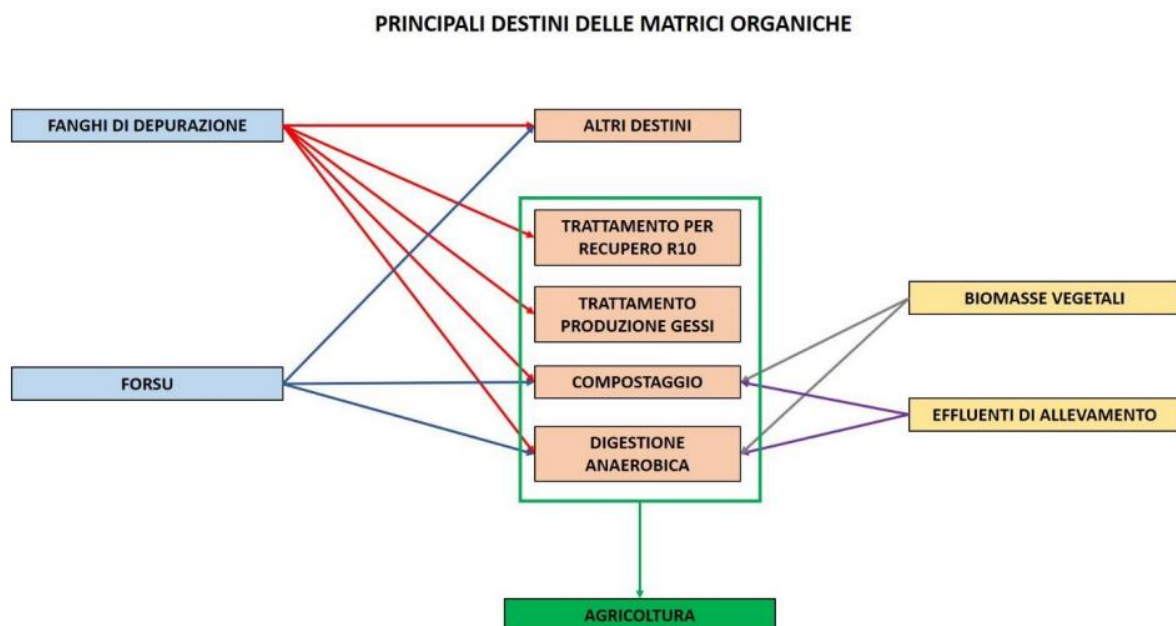 PRINCIPALI DESTINI DELLE MATRICI ORGANICHE
FANGHI DI DEPURAZIONE
ALTRI DESTINI
TRATTAMENTO PER
RECUPERO R10
TRATTAMENTO
PRODUZIONE GESSI
BIOMASSE VEGETALI
FORSU
COMPOSTAGGIO
EFFLUENTI DI ALLEVAMENTO
DIGESTIONE
ANAEROBICA
AGRICOLTURA